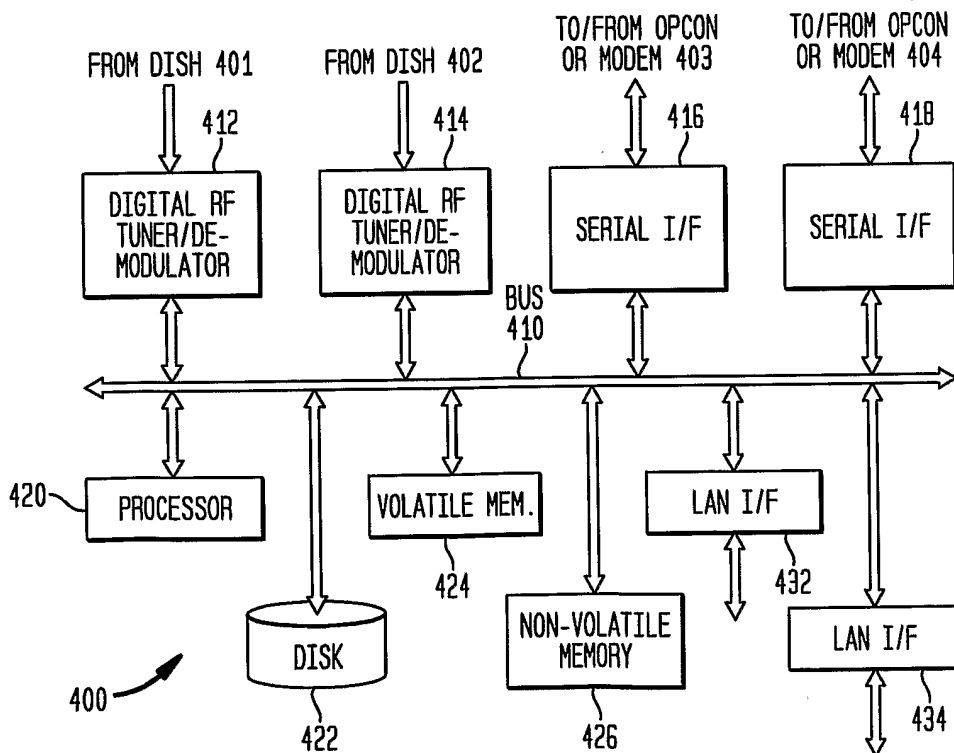 FROM DISH 401
FROM DISH 402
TO/FROM OPCON
OR MODEM 403
TO/FROM OPCON
OR MODEM 404
412
414
416
418
DIGITAL RF
TUNER/DE-
MODULATOR
DIGITAL RF
TUNER/DE-
MODULATOR
SERIAL I/F
SERIAL I/F
BUS
410
420
PROCESSOR
VOLATILE MEM.
424
LAN I/F
432
DISK
422
NON-VOLATILE
MEMORY
426
LAN I/F
434
400